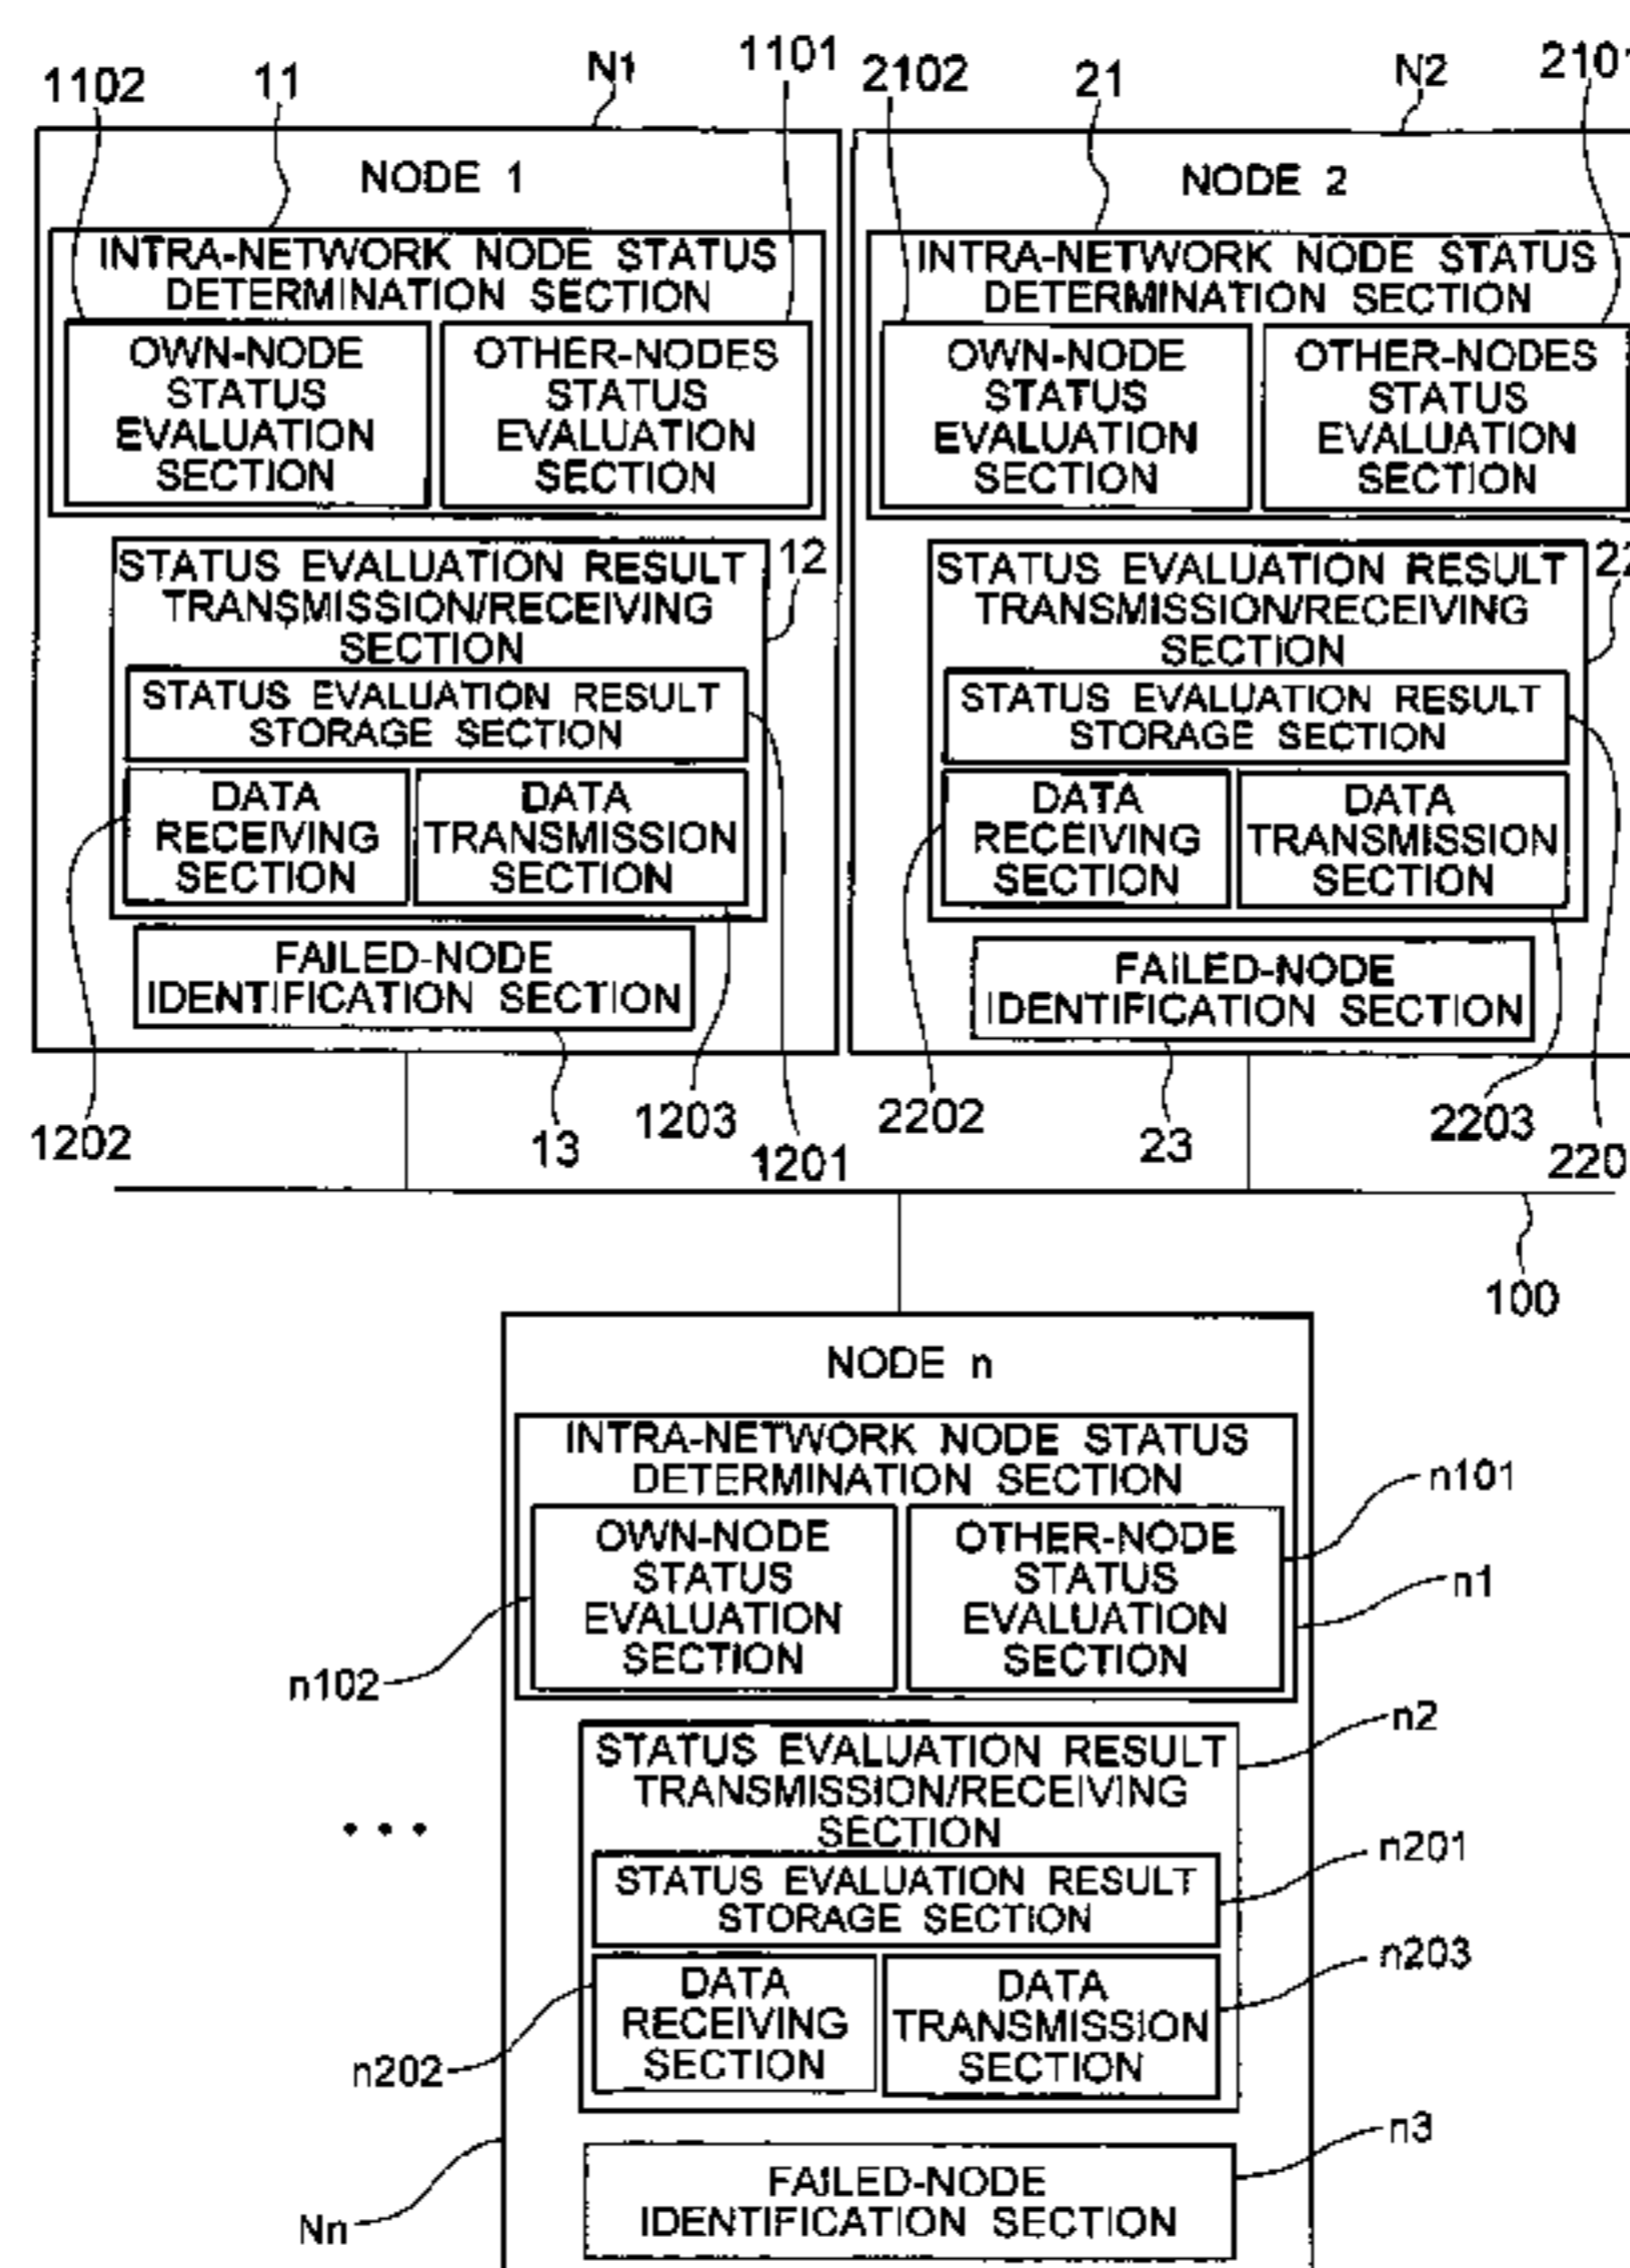 1102 11 N1 1101 2102 21 N2 2101
NODE 1
INTRA-NETWORK NODE STATUS
DETERMINATION SECTION
OWN-NODE
STATUS
EVALUATION
SECTION
OTHER-NODES
STATUS
EVALUATION
SECTION
STATUS EVALUATION RESULT
TRANSMISSION/RECEIVING
SECTION
12
STATUS EVALUATION RESULT
STORAGE SECTION
DATA
RECEIVING
SECTION
DATA
TRANSMISSION
SECTION
FAILED-NODE
IDENTIFICATION SECTION
1202
13
1203
1201
NODE 2
INTRA-NETWORK NODE STATUS
DETERMINATION SECTION
OWN-NODE
STATUS
EVALUATION
SECTION
OTHER-NODES
STATUS
EVALUATION
SECTION
STATUS EVALUATION RESULT
TRANSMISSION/RECEIVING
SECTION
22
STATUS EVALUATION RESULT
STORAGE SECTION
DATA
RECEIVING
SECTION
DATA
TRANSMISSION
SECTION
FAILED-NODE
IDENTIFICATION SECTION
2202
23
2203
220
100
NODE n
INTRA-NETWORK NODE STATUS
DETERMINATION SECTION
OWN-NODE
STATUS
EVALUATION
SECTION
OTHER-NODE
STATUS
EVALUATION
SECTION
n101
n1
n102
STATUS EVALUATION RESULT
TRANSMISSION/RECEIVING
SECTION
n2
...
STATUS EVALUATION RESULT
STORAGE SECTION
n201
DATA
RECEIVING
SECTION
DATA
TRANSMISSION
SECTION
n203
n202
n3
FAILED-NODE
IDENTIFICATION SECTION
Nn